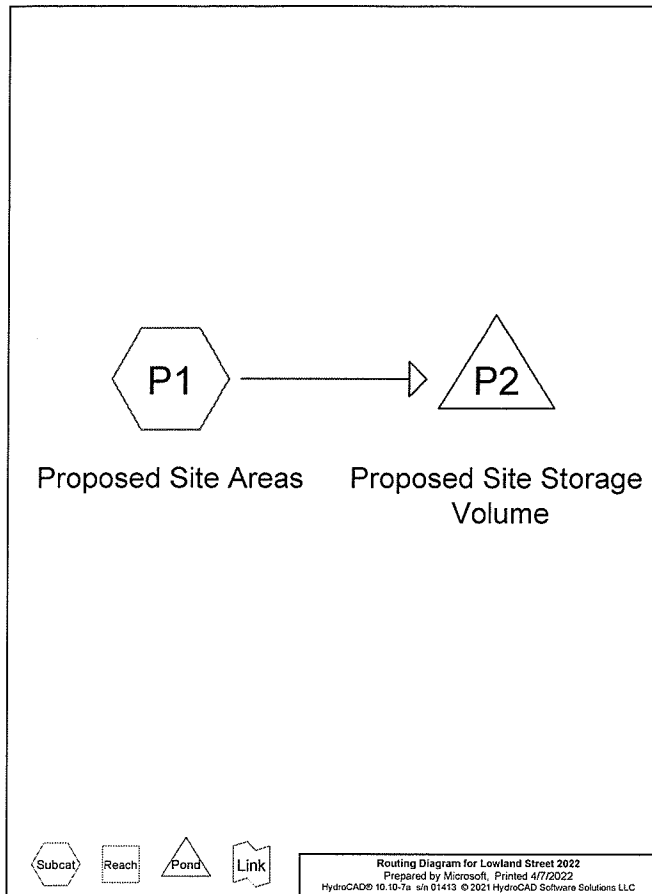 P1
P2
Proposed Site Areas
Proposed Site Storage
Volume
Subcat
Reach
Pond
Link
Routing Diagram for Lowland Street 2022
Prepared by Microsoft, Printed 4/7/2022
HydroCAD® 10.10-7a s/n 01413 © 2021 HydroCAD Software Solutions LLC